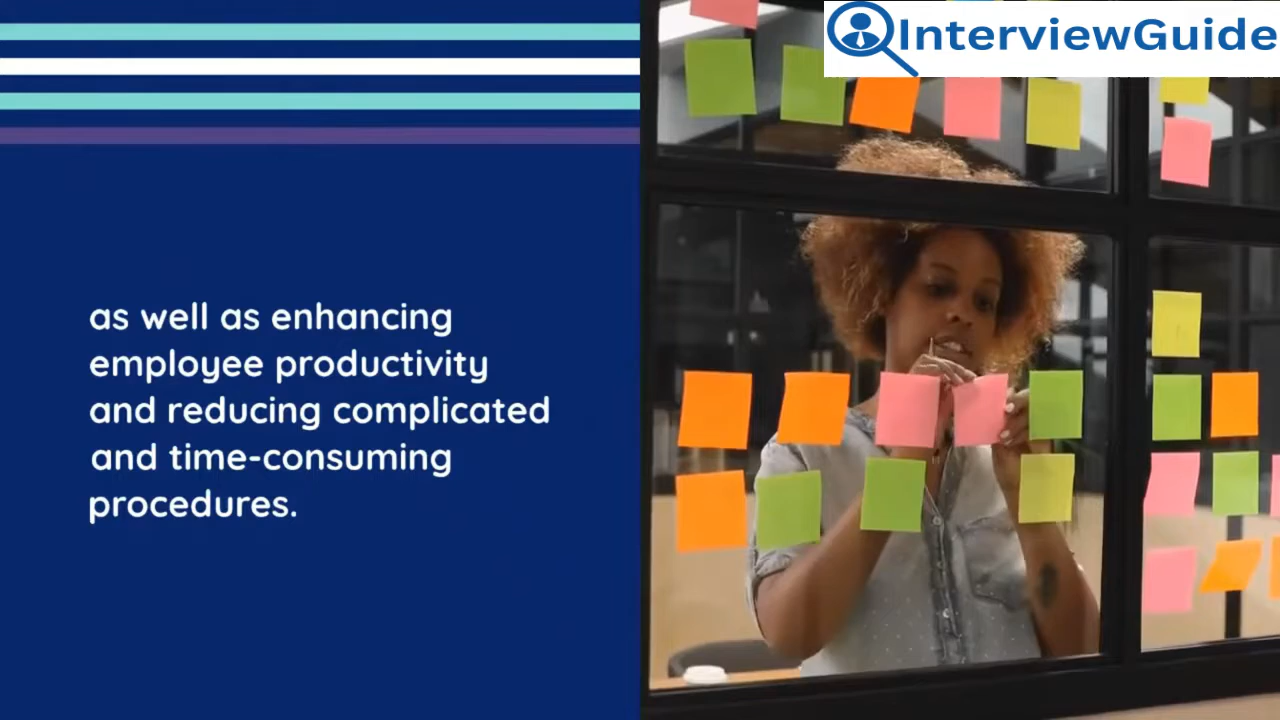 InterviewGuide
as well as enhancing
employee productivity
and reducing complicated
and time-consuming
procedures.